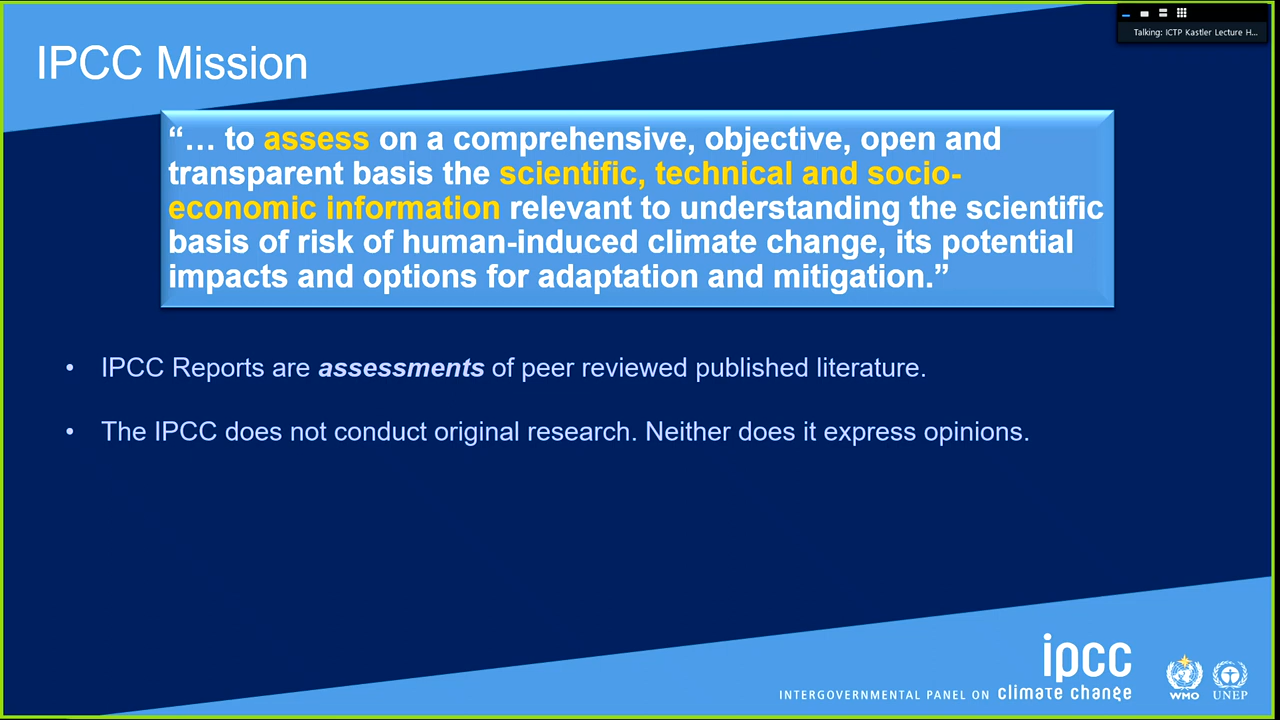 Talking: ICTP Kastler Lecture H...
IPCC Mission
“… to assess on a comprehensive, objective, open and
transparent basis the scientific, technical and socio-
economic information relevant to understanding the scientific
basis of risk of human-induced climate change, its potential
impacts and options for adaptation and mitigation.”
• IPCC Reports are assessments of peer reviewed published literature.
• The IPCC does not conduct original research. Neither does it express opinions.
ipcc
INTERGOVERNMENTAL PANEL ON climate change
WMO UNEP